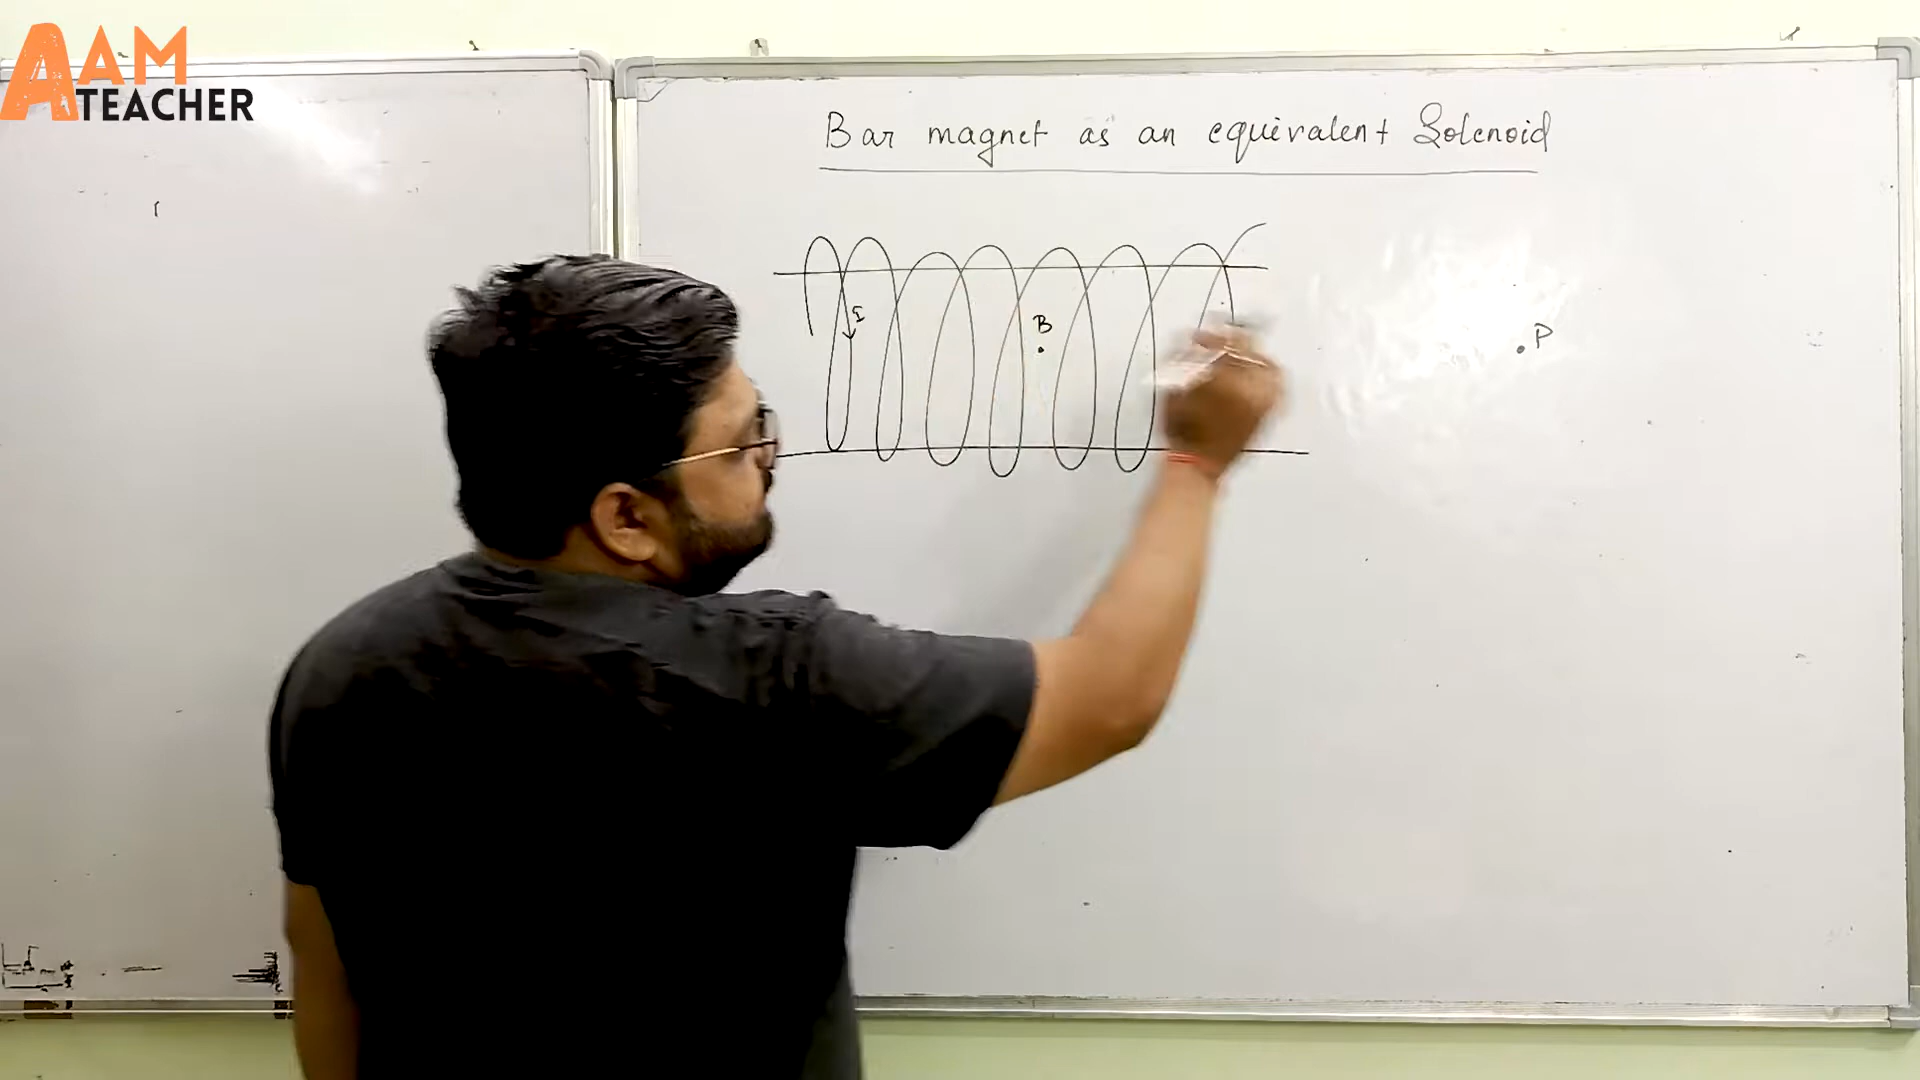 AAM
TEACHER
Bar magnet as an equivalent Solenoid
I
B
P